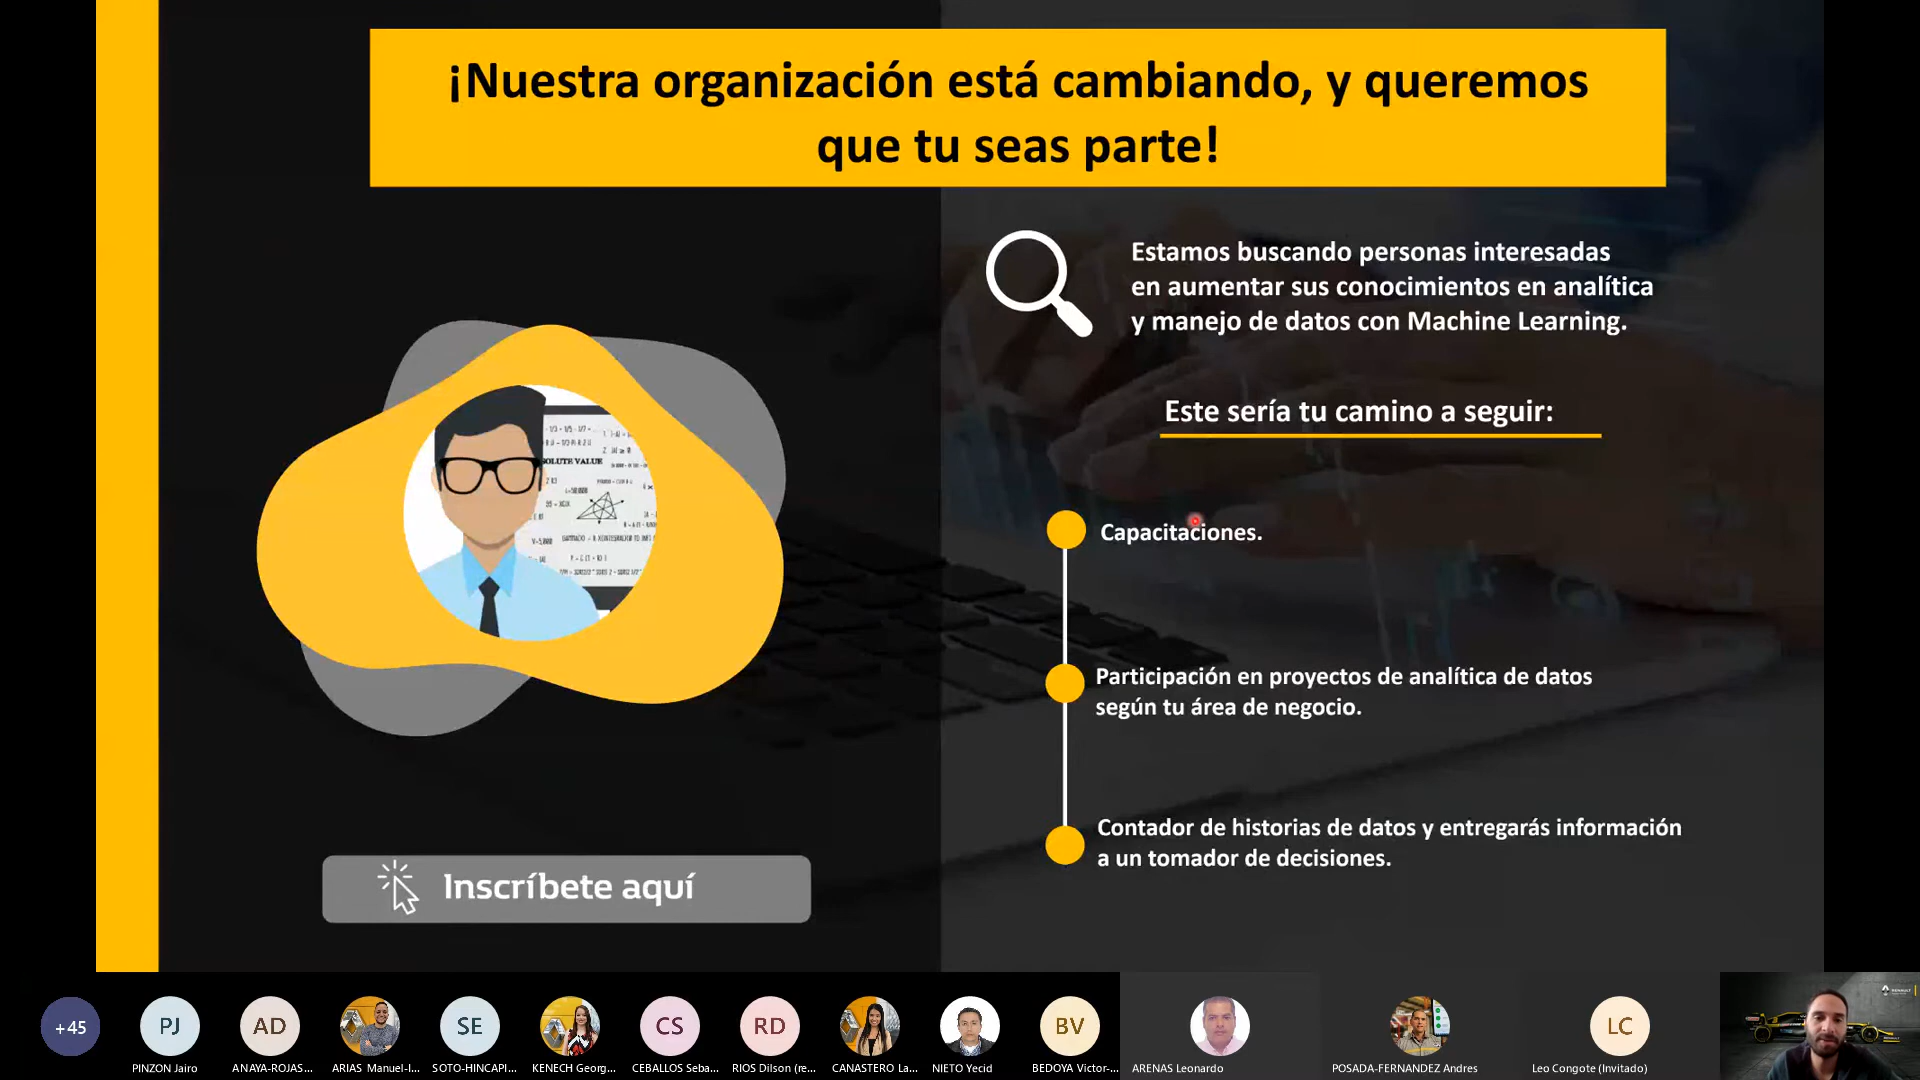 ¡Nuestra organización está cambiando, y queremos
que tu seas parte!
Estamos buscando personas interesadas
en aumentar sus conocimientos en analítica
y manejo de datos con Machine Learning.
Este sería tu camino a seguir:
Capacitaciones.
Participación en proyectos de analítica de datos
según tu área de negocio.
Contador de historias de datos y entregarás información
a un tomador de decisiones.
OLUTE VALUE
Inscríbete aquí
+45
PJ
AD
SE
CS
RD
BV
LC
PINZON Jairo
ANAYA-ROJAS...
ARIAS Manuel-I...
SOTO-HINCAPI...
KENECH Georg...
CEBALLOS Seba...
RIOS Dilson (re...
CANASTERO La...
NIETO Yecid
BEDOYA Victor-...
ARENAS Leonardo
POSADA-FERNANDEZ Andres
Leo Congote (Invitado)